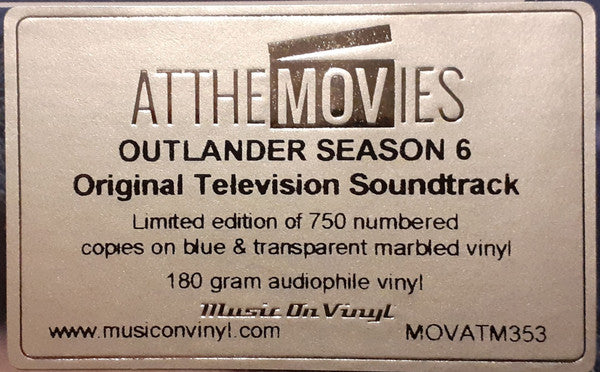 ATTHEMOVIES
OUTLANDER SEASON 6
Original Television Soundtrack
Limited edition of 750 numbered
copies on blue & transparent marbled vinyl
180 gram audiophile vinyl
Music On Vinyl
www.musiconvinyl.com MOVATM353